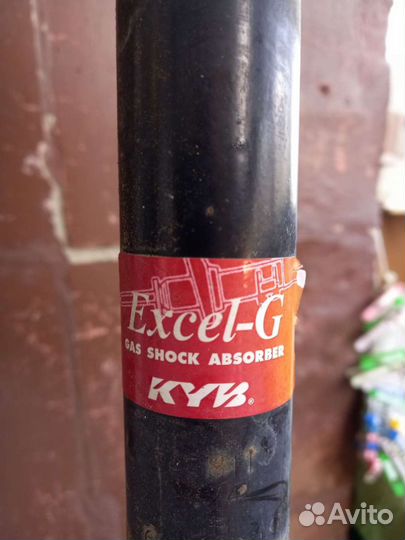 Excel-G
GAS SHOCK ABSORBER
KYB®
Avito